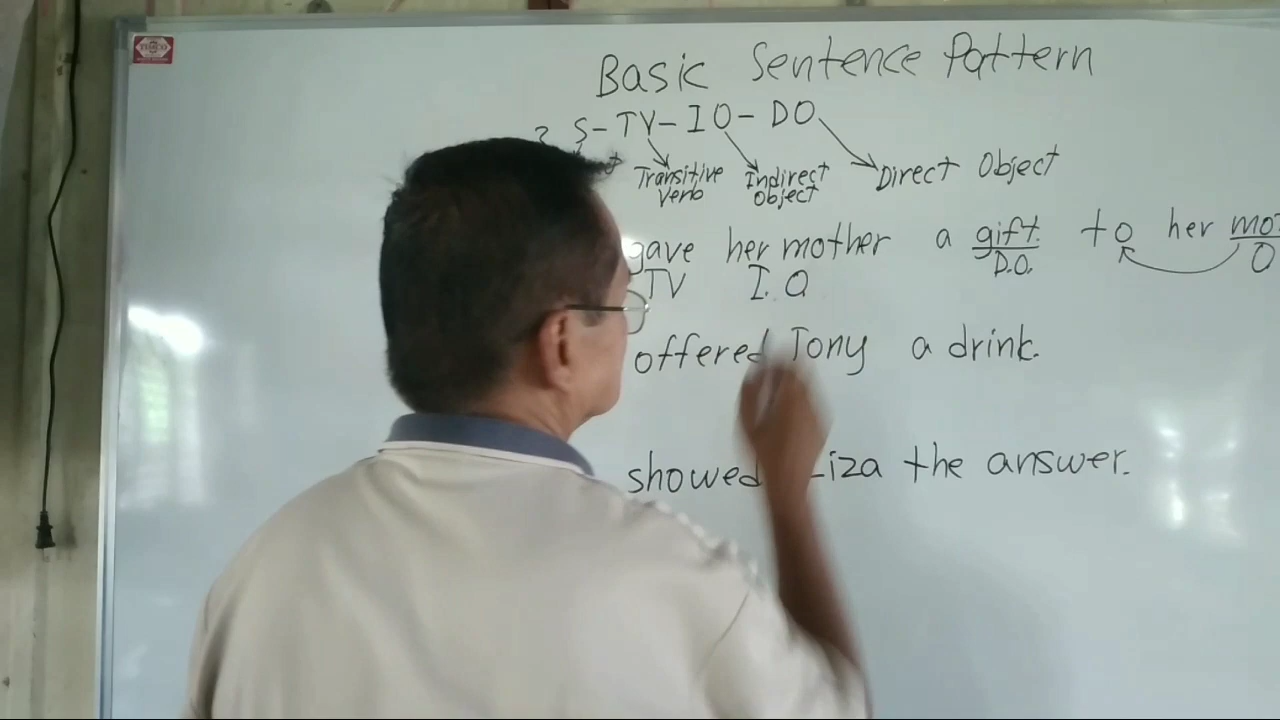 Basic Sentence Pattern
S-TV-IO-DO
Transitive Verb
Indirect Object
Direct Object
gave her mother a gift. to her
TV I.O D.O. O
offered Tony a drink.
showed the answer.